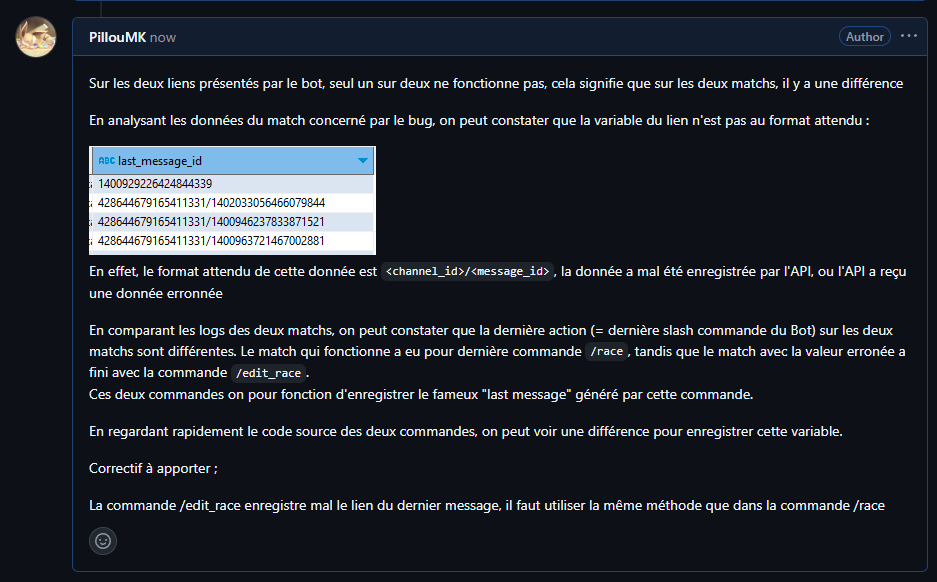 PillouMK now
Author
Sur les deux liens présentés par le bot, seul un sur deux ne fonctionne pas, cela signifie que sur les deux matchs, il y a une différence
En analysant les données du match concerné par le bug, on peut constater que la variable du lien n'est pas au format attendu :
ABC last_message_id
1400929226424844339
428644679165411331/1402033056466079844
428644679165411331/1400946237833871521
428644679165411331/1400963721467002881
En effet, le format attendu de cette donnée est <channel_id>/<message_id>, la donnée a mal été enregistrée par l'API, ou l'API a reçu
une donnée erronnée
En comparant les logs des deux matchs, on peut constater que la dernière action (= dernière slash commande du Bot) sur les deux
matchs sont différentes. Le match qui fonctionne a eu pour dernière commande /race, tandis que le match avec la valeur erronée a
fini avec la commande /edit_race.
Ces deux commandes on pour fonction d'enregistrer le fameux "last message" généré par cette commande.
En regardant rapidement le code source des deux commandes, on peut voir une différence pour enregistrer cette variable.
Correctif à apporter ;
La commande /edit_race enregistre mal le lien du dernier message, il faut utiliser la même méthode que dans la commande /race